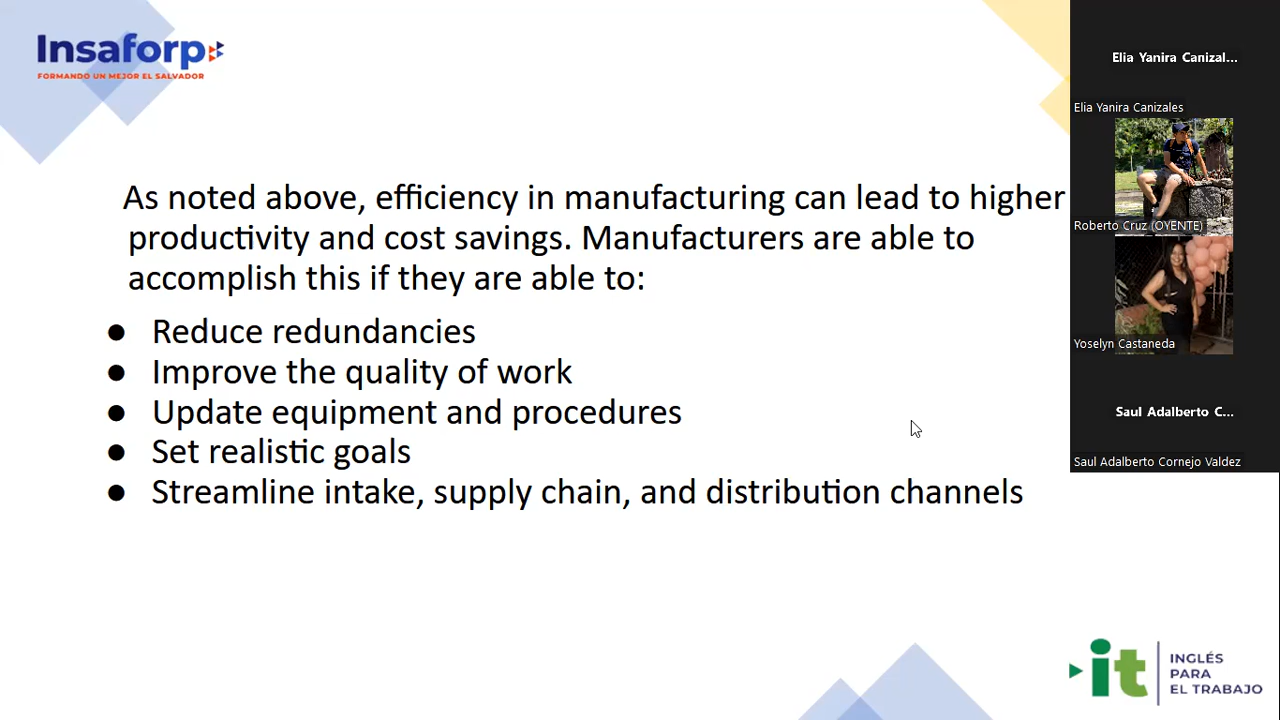 Insaforp
FORMANDO UN MEJOR EL SALVADOR
As noted above, efficiency in manufacturing can lead to higher
productivity and cost savings. Manufacturers are able to
accomplish this if they are able to:
● Reduce redundancies
● Improve the quality of work
● Update equipment and procedures
● Set realistic goals
● Streamline intake, supply chain, and distribution channels
Elia Yanira Canizal...
Elia Yanira Canizales
Roberto Cruz (OYENTE)
Yoselyn Castaneda
Saul Adalberto C...
Saul Adalberto Cornejo Valdez
it
INGLÉS
PARA
EL TRABAJO